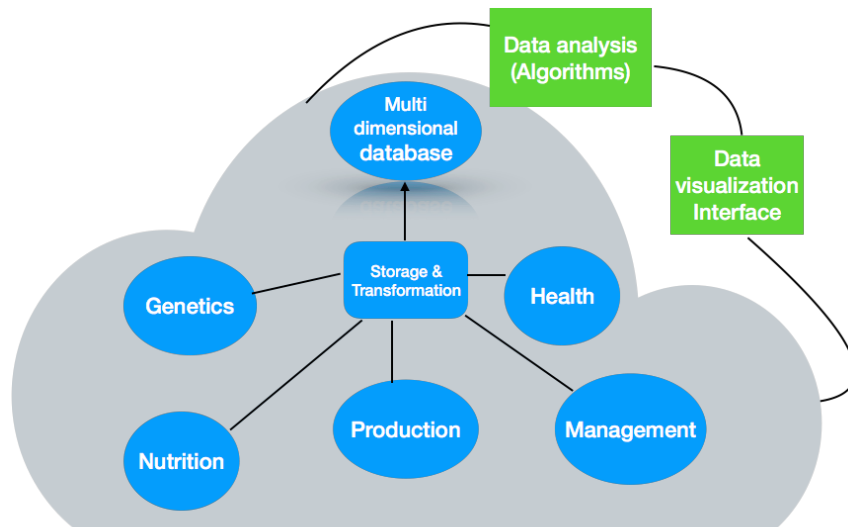 Data analysis
(Algorithms)
Multi
dimensional
database
Data
visualization
Interface
Storage &
Transformation
Genetics
Health
Production
Management
Nutrition